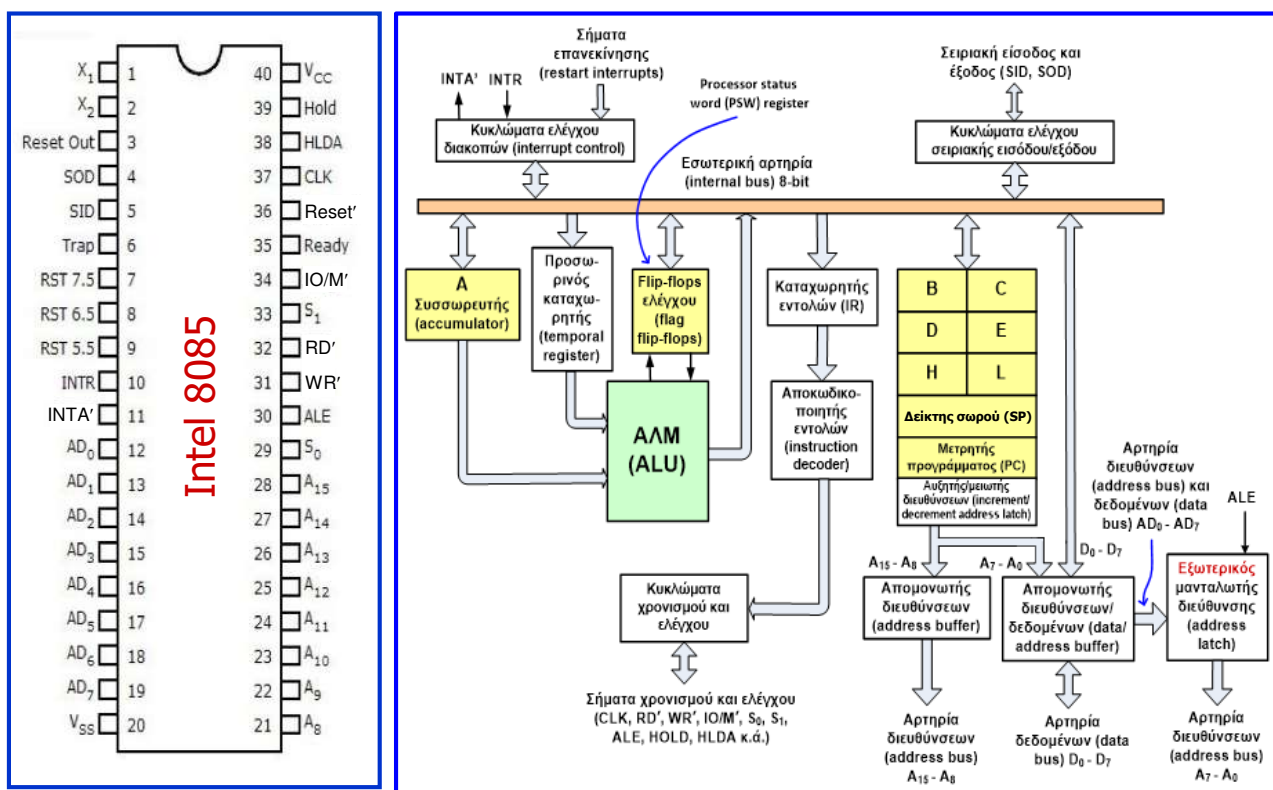 X1 1
X2 2
Reset Out 3
SOD 4
SID 5
Trap 6
RST 7.5 7
RST 6.5 8
RST 5.5 9
INTR 10
INTA′ 11
AD0 12
AD1 13
AD2 14
AD3 15
AD4 16
AD5 17
AD6 18
AD7 19
VSS 20
Intel 8085
40 VCC
39 Hold
38 HLDA
37 CLK
36 Reset′
35 Ready
34 IO/M′
33 S1
32 RD′
31 WR′
30 ALE
29 S0
28 A15
27 A14
26 A13
25 A12
24 A11
23 A10
22 A9
21 A8
Σήματα
επανεκίνησης
(restart interrupts)
INTA′ INTR
Κυκλώματα ελέγχου
διακοπών (interrupt control)
Processor status
word (PSW) register
Σειριακή είσοδος και
έξοδος (SID, SOD)
Κυκλώματα ελέγχου
σειριακής εισόδου/εξόδου
Εσωτερική αρτηρία
(internal bus) 8-bit
A
Συσσωρευτής
(accumulator)
Προσω-
ρινός
καταχω-
ρητής
(temporal
register)
Flip-flops
ελέγχου
(flag
flip-flops)
ΑΛΜ
(ALU)
Καταχωρητής
εντολών (IR)
Αποκωδικο-
ποιητής
εντολών
(instruction
decoder)
B C
D E
H L
Δείκτης σωρού (SP)
Μετρητής
προγράμματος (PC)
Αυξητής/μειωτής
διευθύνσεων (increment/
decrement address latch)
Αρτηρία
διευθύνσεων
(address bus) και
δεδομένων (data
bus) AD0 - AD7
ALE
A15 - A8
A7 - A0
D0 - D7
Κυκλώματα
χρονισμού και
ελέγχου
Απομονωτής
διευθύνσεων
(address buffer)
Απομονωτής
διευθύνσεων/
δεδομένων (data/
address buffer)
Εξωτερικός
μανταλωτής
διεύθυνσης
(address
latch)
Σήματα χρονισμού και ελέγχου
(CLK, RD′, WR′, IO/M′, S0, S1,
ALE, HOLD, HLDA κ.ά.)
Αρτηρία
διευθύνσεων
(address bus)
A15 - A8
Αρτηρία
δεδομένων (data
bus) D0 - D7
Αρτηρία
διευθύνσεων
(address bus)
A7 - A0